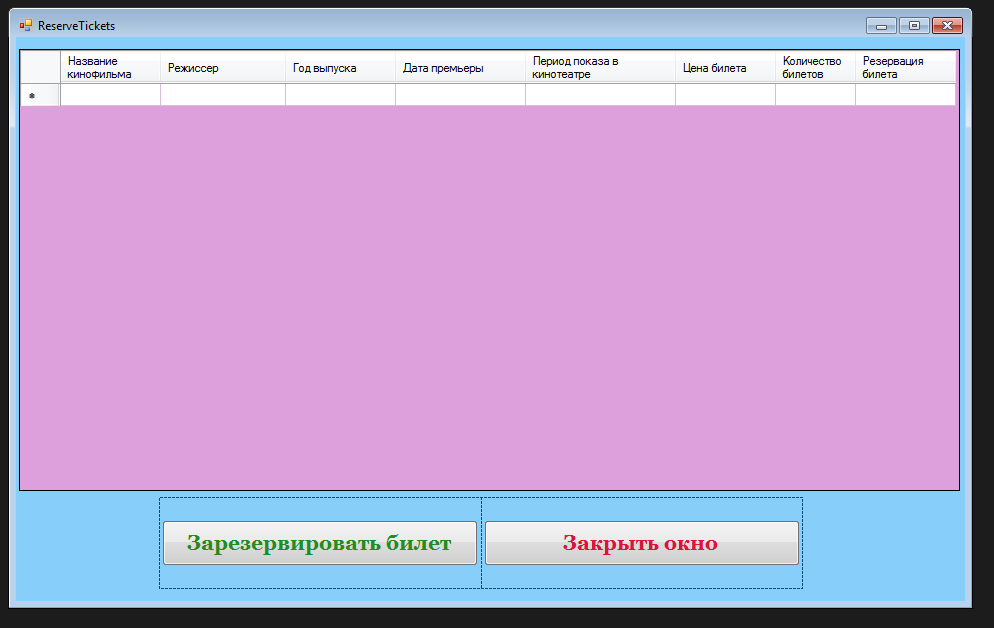 ReserveTickets
Название
кинофильма
Режиссер
Год выпуска
Дата премьеры
Период показа в
кинотеатре
Цена билета
Количество
билетов
Резервация
билета
Зарезервировать билет
Закрыть окно